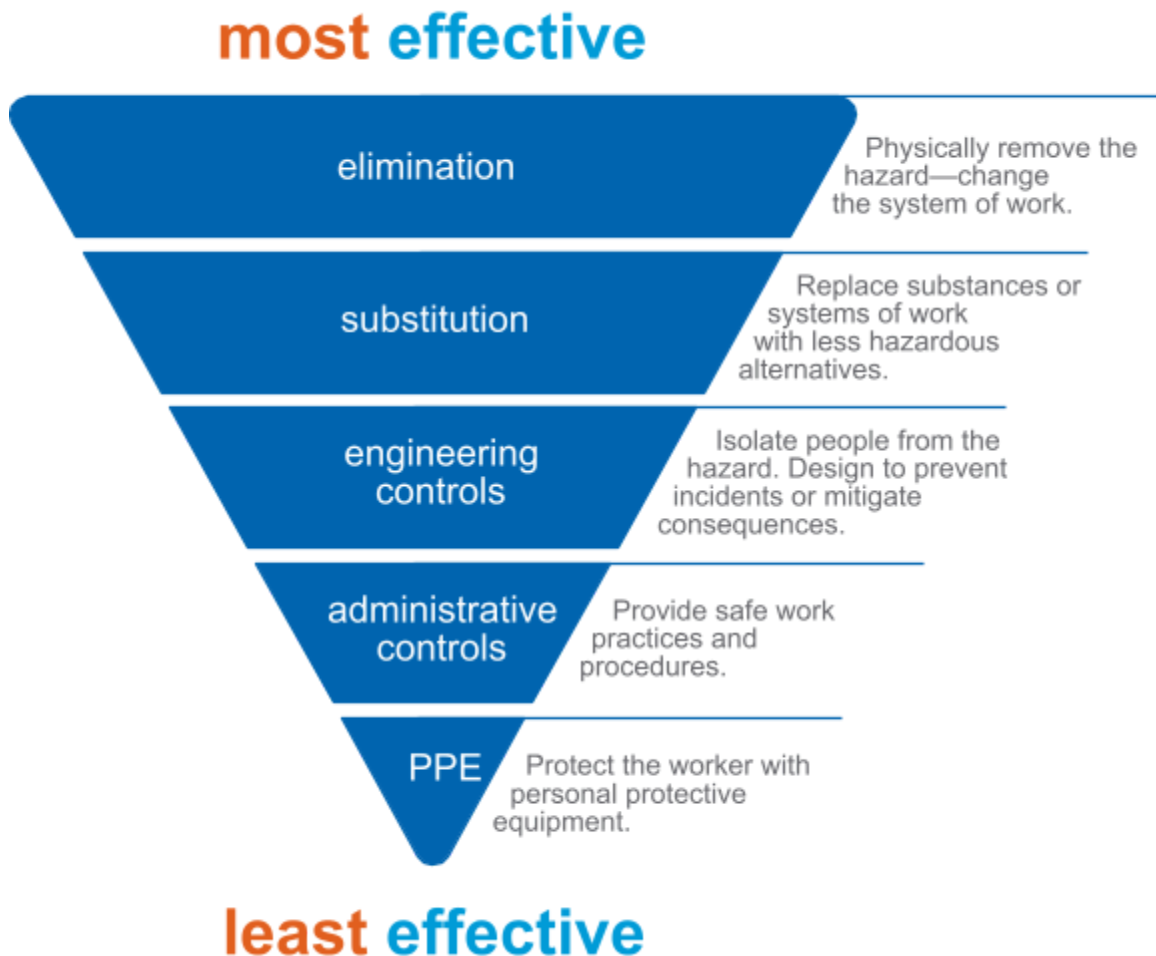 most effective
elimination
Physically remove the
hazard—change
the system of work.
substitution
Replace substances or
systems of work
with less hazardous
alternatives.
engineering
controls
Isolate people from the
hazard. Design to prevent
incidents or mitigate
consequences.
administrative
controls
Provide safe work
practices and
procedures.
PPE
Protect the worker with
personal protective
equipment.
least effective